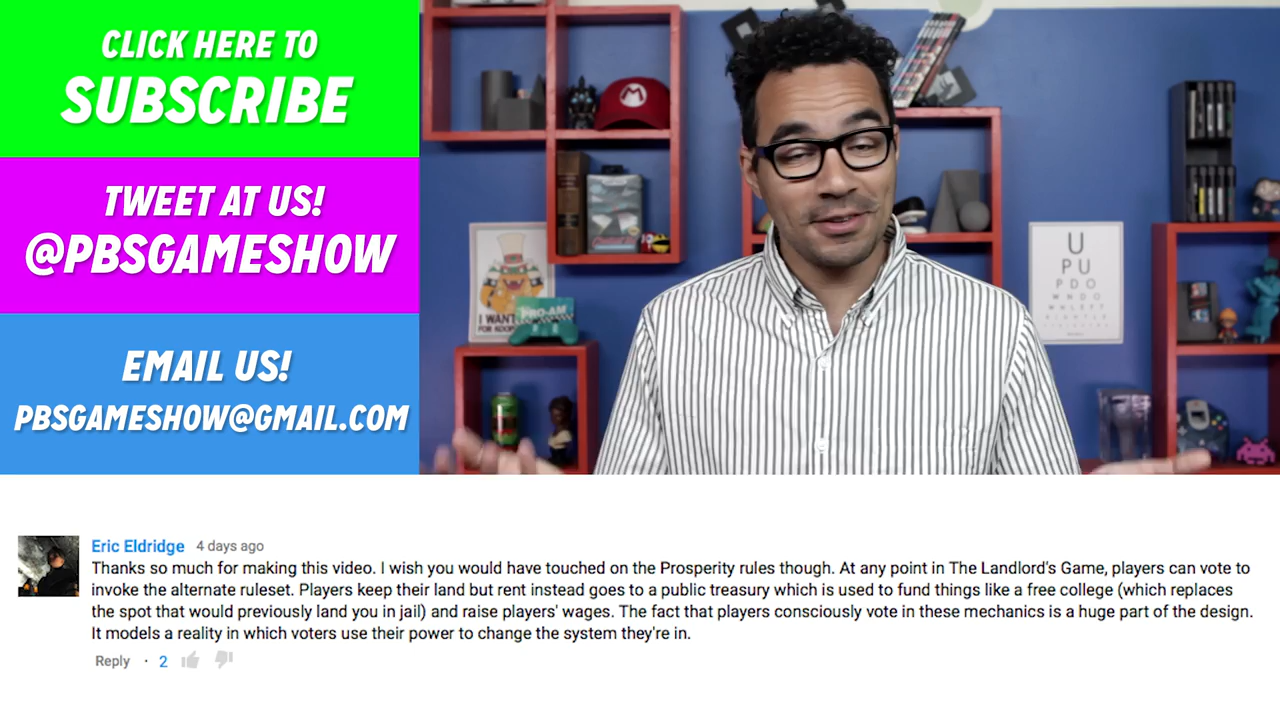 CLICK HERE TO
SUBSCRIBE
TWEET AT US!
@PBSGAMESHOW
EMAIL US!
PBSGAMESHOW@GMAIL.COM
I WANT
FOR KOOPA
PRO-AM
U
P U
P D O
W N D O
Eric Eldridge 4 days ago
Thanks so much for making this video. I wish you would have touched on the Prosperity rules though. At any point in The Landlord's Game, players can vote to
invoke the alternate ruleset. Players keep their land but rent instead goes to a public treasury which is used to fund things like a free college (which replaces
the spot that would previously land you in jail) and raise players' wages. The fact that players consciously vote in these mechanics is a huge part of the design.
It models a reality in which voters use their power to change the system they're in.
Reply · 2